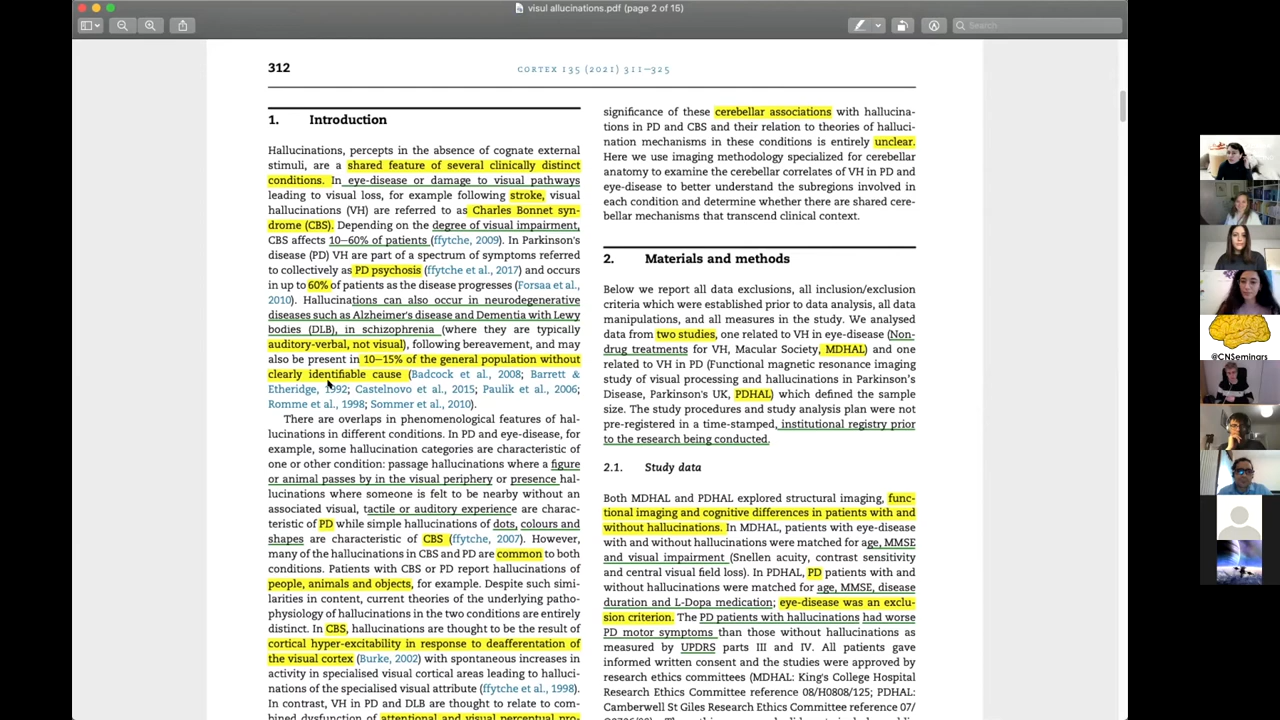 visul allucinations.pdf (page 2 of 15)
Search
312
CORTEX 135 (2021) 311–325
1. Introduction
Hallucinations, percepts in the absence of cognate external
stimuli, are a shared feature of several clinically distinct
conditions. In eye-disease or damage to visual pathways
leading to visual loss, for example following stroke, visual
hallucinations (VH) are referred to as Charles Bonnet syn-
drome (CBS). Depending on the degree of visual impairment,
CBS affects 10–60% of patients (ffytche, 2009). In Parkinson's
disease (PD) VH are part of a spectrum of symptoms referred
to collectively as PD psychosis (ffytche et al., 2017) and occurs
in up to 60% of patients as the disease progresses (Forsaa et al.,
2010). Hallucinations can also occur in neurodegenerative
diseases such as Alzheimer's disease and Dementia with Lewy
bodies (DLB), in schizophrenia (where they are typically
auditory-verbal, not visual), following bereavement, and may
also be present in 10–15% of the general population without
clearly identifiable cause (Badcock et al., 2008; Barrett &
Etheridge, 1992; Castelnovo et al., 2015; Paulik et al., 2006;
Romme et al., 1998; Sommer et al., 2010).
There are overlaps in phenomenological features of hal-
lucinations in different conditions. In PD and eye-disease, for
example, some hallucination categories are characteristic of
one or other condition: passage hallucinations where a figure
or animal passes by in the visual periphery or presence hal-
lucinations where someone is felt to be nearby without an
associated visual, tactile or auditory experience are charac-
teristic of PD while simple hallucinations of dots, colours and
shapes are characteristic of CBS (ffytche, 2007). However,
many of the hallucinations in CBS and PD are common to both
conditions. Patients with CBS or PD report hallucinations of
people, animals and objects, for example. Despite such simi-
larities in content, current theories of the underlying patho-
physiology of hallucinations in the two conditions are entirely
distinct. In CBS, hallucinations are thought to be the result of
cortical hyper-excitability in response to deafferentation of
the visual cortex (Burke, 2002) with spontaneous increases in
activity in specialised visual cortical areas leading to halluci-
nations of the specialised visual attribute (ffytche et al., 1998).
In contrast, VH in PD and DLB are thought to relate to com-
bined dysfunction of attentional and visual perceptual pro-
significance of these cerebellar associations with hallucina-
tions in PD and CBS and their relation to theories of halluci-
nation mechanisms in these conditions is entirely unclear.
Here we use imaging methodology specialized for cerebellar
anatomy to examine the cerebellar correlates of VH in PD and
eye-disease to better understand the subregions involved in
each condition and determine whether there are shared cere-
bellar mechanisms that transcend clinical context.
2. Materials and methods
Below we report all data exclusions, all inclusion/exclusion
criteria which were established prior to data analysis, all data
manipulations, and all measures in the study. We analysed
data from two studies, one related to VH in eye-disease (Non-
drug treatments for VH, Macular Society, MDHAL) and one
related to VH in PD (Functional magnetic resonance imaging
study of visual processing and hallucinations in Parkinson's
Disease, Parkinson's UK, PDHAL) which defined the sample
size. The study procedures and study analysis plan were not
pre-registered in a time-stamped, institutional registry prior
to the research being conducted.
2.1. Study data
Both MDHAL and PDHAL explored structural imaging, func-
tional imaging and cognitive differences in patients with and
without hallucinations. In MDHAL, patients with eye-disease
with and without hallucinations were matched for age, MMSE
and visual impairment (Snellen acuity, contrast sensitivity
and central visual field loss). In PDHAL, PD patients with and
without hallucinations were matched for age, MMSE, disease
duration and L-Dopa medication; eye-disease was an exclu-
sion criterion. The PD patients with hallucinations had worse
PD motor symptoms than those without hallucinations as
measured by UPDRS parts III and IV. All patients gave
informed written consent and the studies were approved by
research ethics committees (MDHAL: King's College Hospital
Research Ethics Committee reference 08/H0808/125; PDHAL:
Camberwell St Giles Research Ethics Committee reference 07/
@CNSeminars